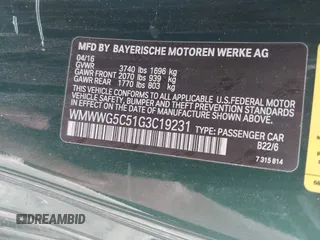 MFD BY BAYERISCHE MOTOREN WERKE AG
04/16
GVWR 3740 lbs 1696 kg
GAWR FRONT 2070 lbs 939 kg
GAWR REAR 1770 lbs 803 kg
THIS VEHICLE CONFORMS TO ALL APPLICABLE U.S.FEDERAL MOTOR
VEHICLE SAFETY, BUMPER, AND THEFT PREVENTION STANDARDS IN
EFFECT ON THE DATE OF MANUFACTURE SHOWN ABOVE.
WMWWG5C51G3C19231 TYPE: PASSENGER CAR
B22/6
7 315 814
DREAMBID